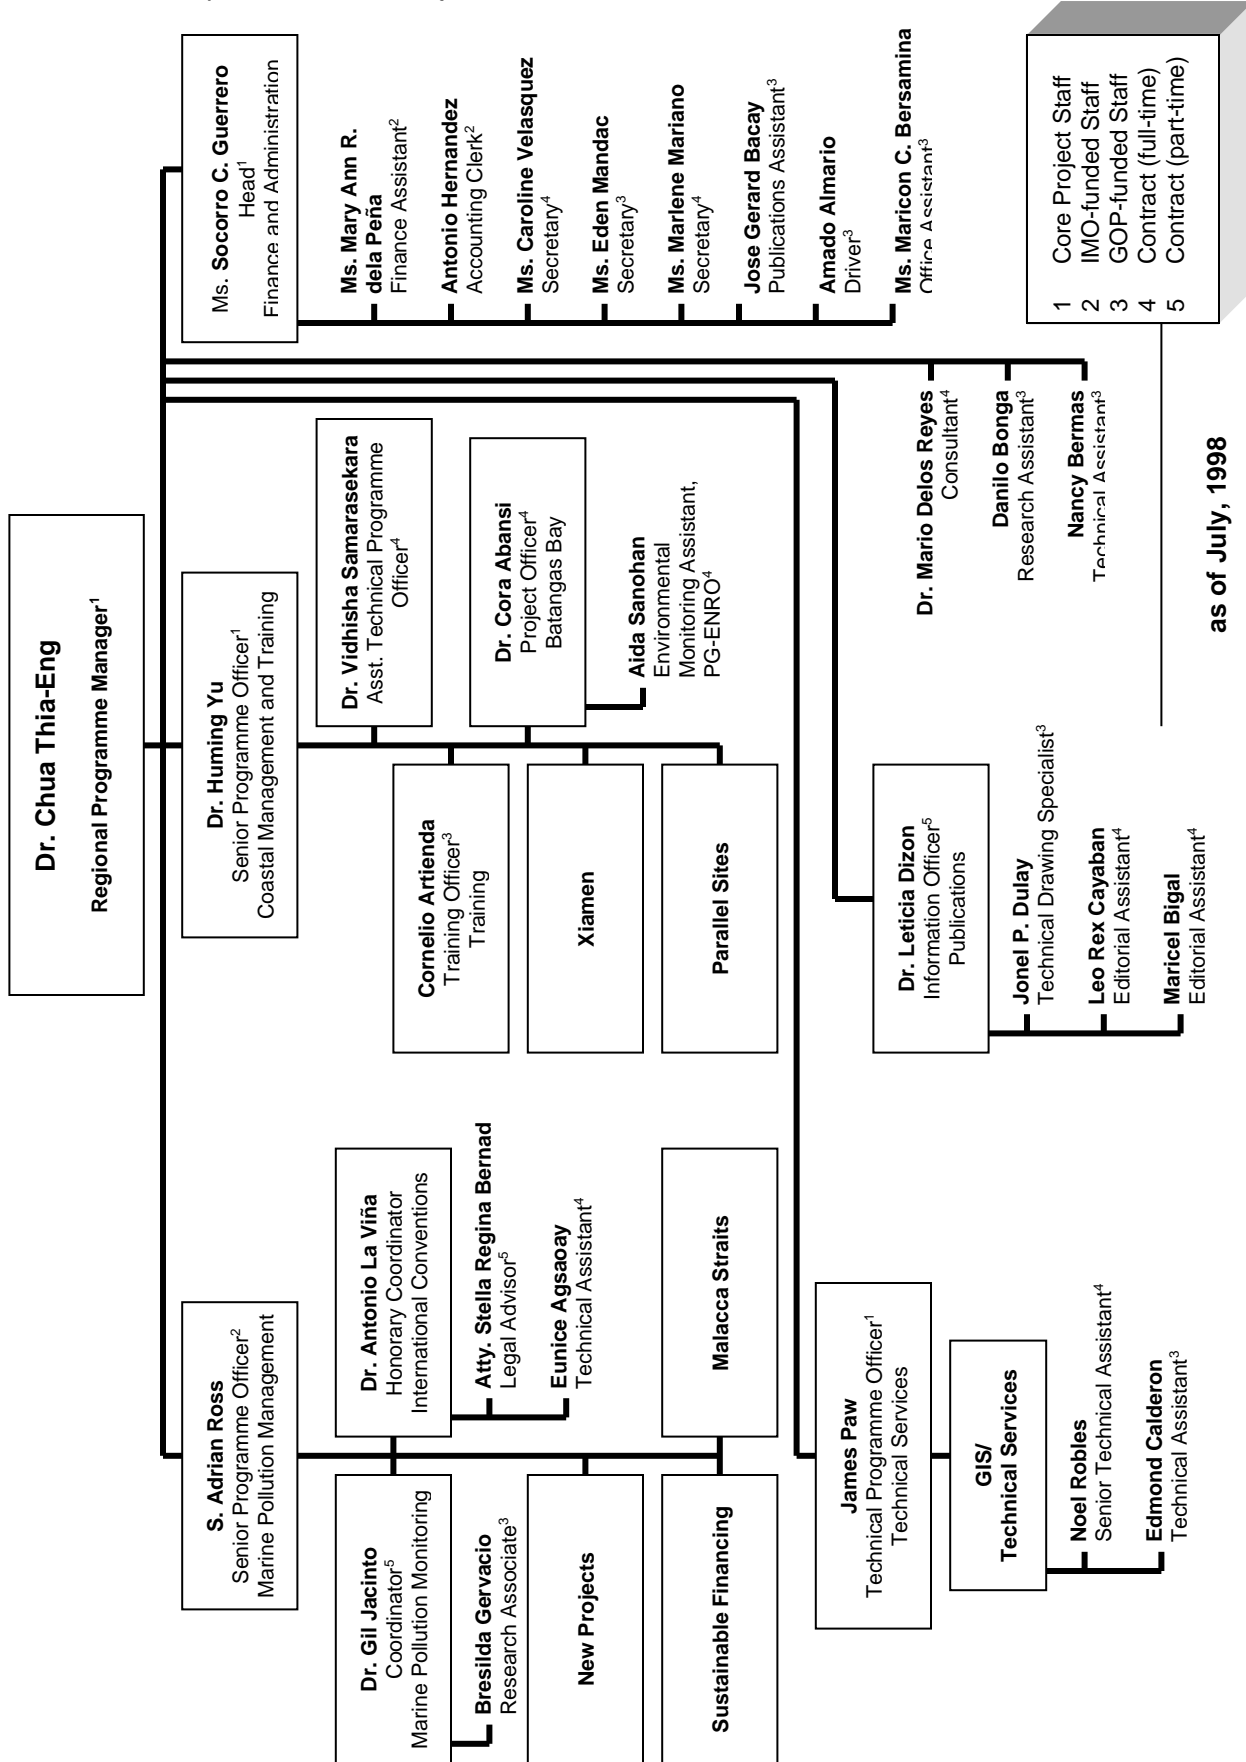 Dr. Chua Thia-Eng
Regional Programme Manager¹
S. Adrian Ross
Senior Programme Officer²
Marine Pollution Management
Dr. Gil Jacinto
Coordinator⁵
Marine Pollution Monitoring
Bresilda Gervacio
Research Associate³
New Projects
Sustainable Financing
Dr. Antonio La Viña
Honorary Coordinator
International Conventions
Atty. Stella Regina Bernad
Legal Advisor⁵
Eunice Agsaoay
Technical Assistant⁴
Malacca Straits
James Paw
Technical Programme Officer¹
Technical Services
GIS/
Technical Services
Noel Robles
Senior Technical Assistant⁴
Edmond Calderon
Technical Assistant³
Dr. Huming Yu
Senior Programme Officer¹
Coastal Management and Training
Cornelio Artienda
Training Officer³
Training
Xiamen
Parallel Sites
Dr. Vidhisha Samarasekara
Asst. Technical Programme
Officer⁴
Dr. Cora Abansi
Project Officer⁴
Batangas Bay
Aida Sanohan
Environmental
Monitoring Assistant,
PG-ENRO⁴
Dr. Leticia Dizon
Information Officer⁵
Publications
Jonel P. Dulay
Technical Drawing Specialist³
Leo Rex Cayaban
Editorial Assistant⁴
Maricel Bigal
Editorial Assistant⁴
Dr. Mario Delos Reyes
Consultant⁴
Danilo Bonga
Research Assistant³
Nancy Bermas
Technical Assistant³
Ms. Socorro C. Guerrero
Head¹
Finance and Administration
Ms. Mary Ann R.
dela Peña
Finance Assistant²
Antonio Hernandez
Accounting Clerk²
Ms. Caroline Velasquez
Secretary⁴
Ms. Eden Mandac
Secretary³
Ms. Marlene Mariano
Secretary⁴
Jose Gerard Bacay
Publications Assistant³
Amado Almario
Driver³
Ms. Maricon C. Bersamina
Office Assistant³
1 Core Project Staff
2 IMO-funded Staff
3 GOP-funded Staff
4 Contract (full-time)
5 Contract (part-time)
as of July, 1998